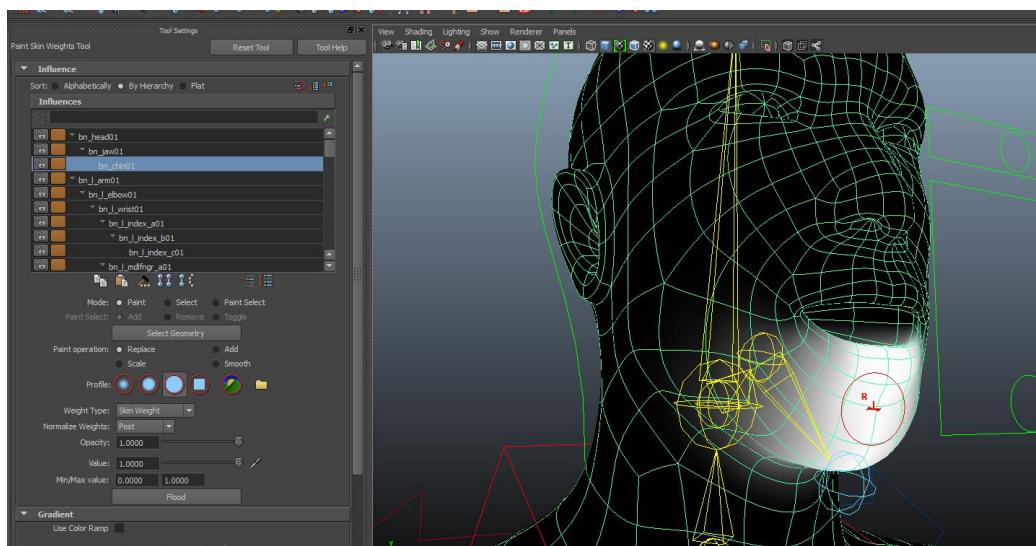 Tool Settings
View Shading Lighting Show Renderer Panels
Paint Skin Weights Tool Reset Tool Tool Help
Influence
Sort: Alphabetically By Hierarchy Flat
Influences
bn_head01
bn_jaw01
bn_chin01
bn_l_arm01
bn_l_elbow01
bn_l_wrist01
bn_l_index_a01
bn_l_index_b01
bn_l_index_c01
bn_l_mdlfngr_a01
Mode: Paint Select Paint Select
Paint Select: Add Remove Toggle
Select Geometry
Paint operation: Replace Add
Scale Smooth
Profile:
Weight Type: Skin Weight
Normalize Weights: Post
Opacity: 1.0000
Value: 1.0000
Min/Max value: 0.0000 1.0000
Flood
Gradient
Use Color Ramp
R
y